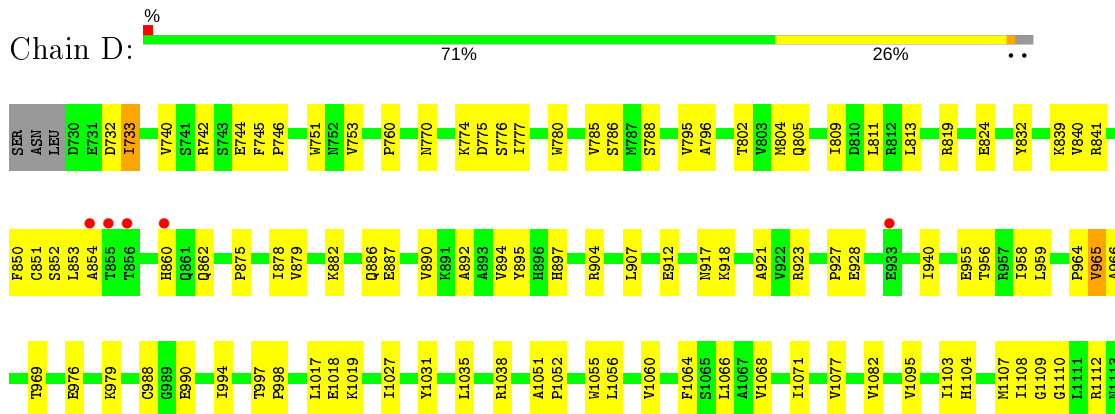 %
Chain D: 71% 26% • •
SER ASN LEU D730 E731 D732 I733 V740 S741 R742 S743 E744 F745 P746 W751 N752 V753 P760 N770 K774 D775 S776 I777 W780 V785 S786 M787 S788 V795 A796 T802 V803 M804 Q805 I809 D810 L811 R812 L813 R819 E824 Y832 K839 V840 R841
F850 C851 S852 L853 A854 T855 T856 H860 Q861 Q862 P875 I878 V879 K882 Q886 E887 V890 K891 A892 A893 V894 Y895 H896 H897 R904 L907 E912 N917 K918 A921 V922 R923 P927 E928 E933 I940 E955 T956 R957 I958 L959 P964 V965 A966
T969 E976 K979 C988 G989 E990 I994 T997 P998 L1017 E1018 K1019 I1027 Y1031 L1035 R1038 A1051 P1052 W1055 L1056 V1060 F1064 S1065 L1066 A1067 V1068 I1071 V1077 V1082 V1095 I1103 H1104 M1107 I1108 G1109 G1110 L1111 R1112